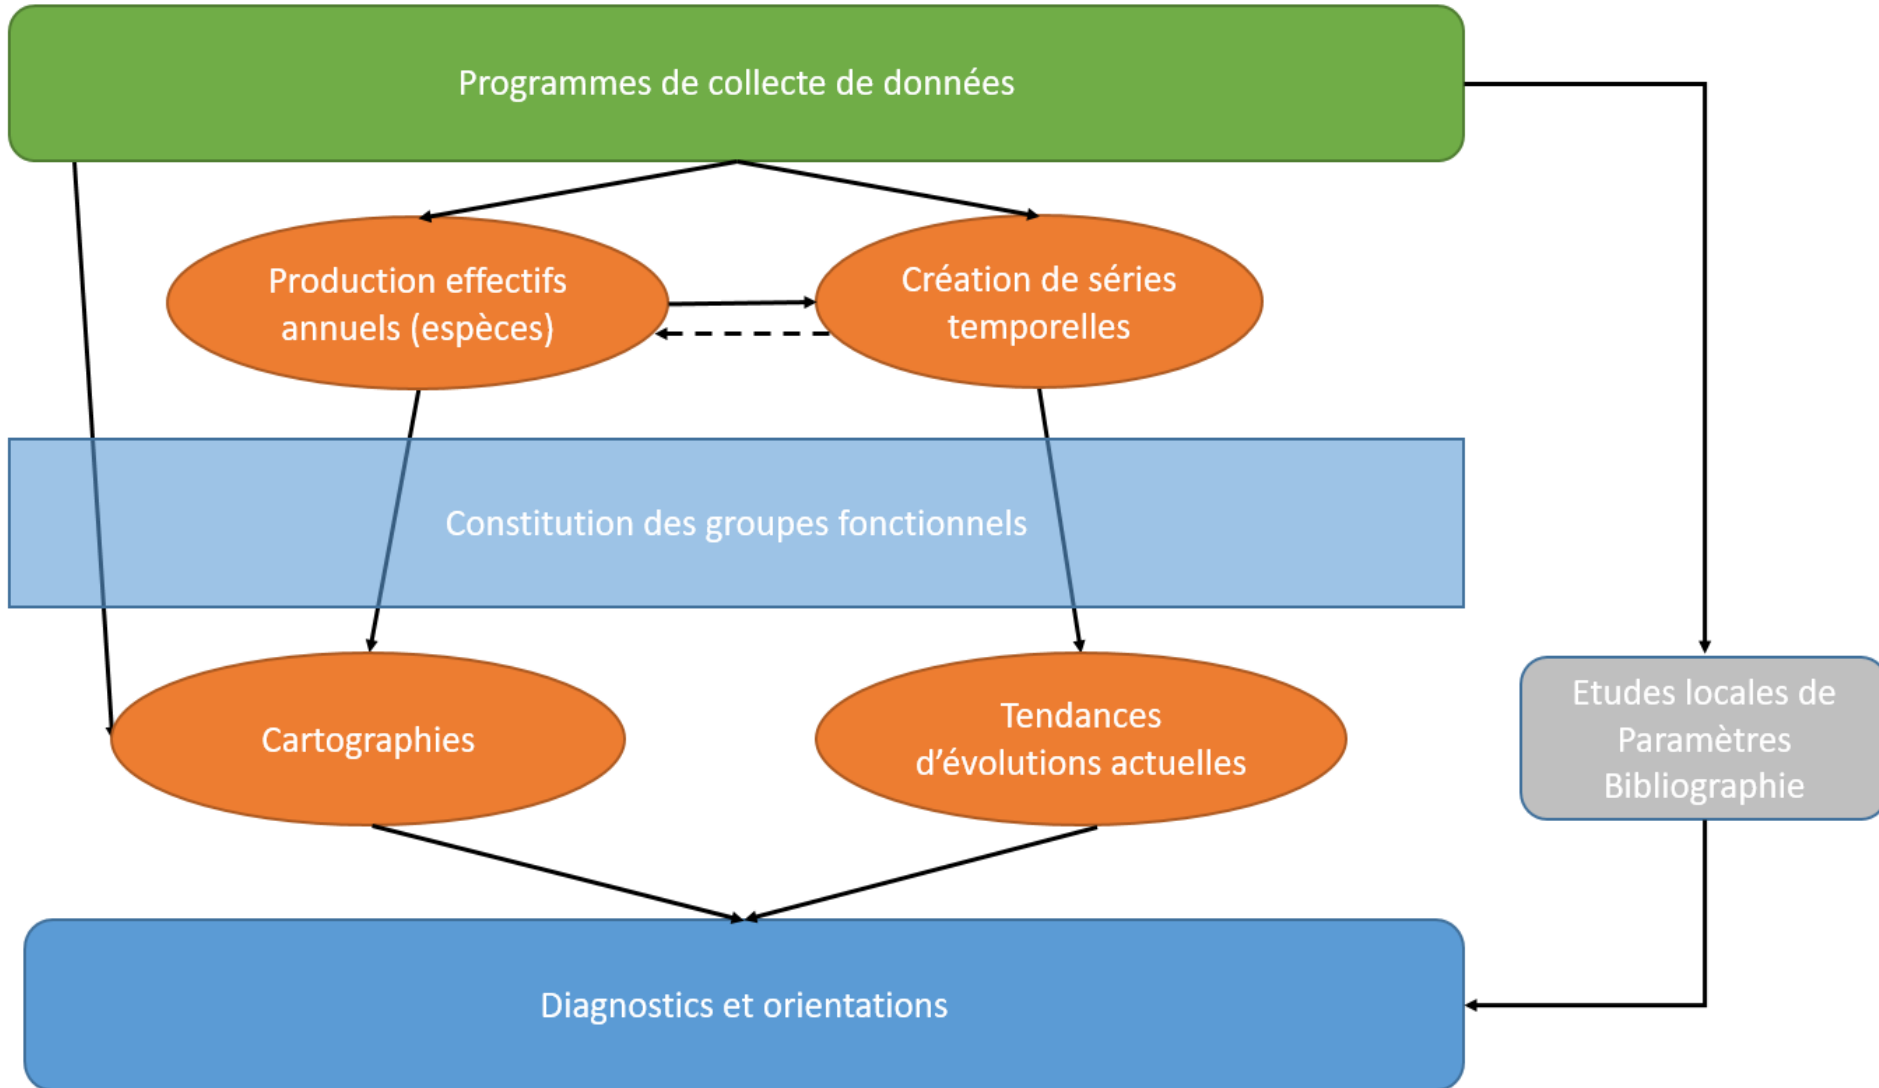 Programmes de collecte de données
Production effectifs
annuels (espèces)
Création de séries
temporelles
Constitution des groupes fonctionnels
Cartographies
Tendances
d’évolutions actuelles
Etudes locales de
Paramètres
Bibliographie
Diagnostics et orientations